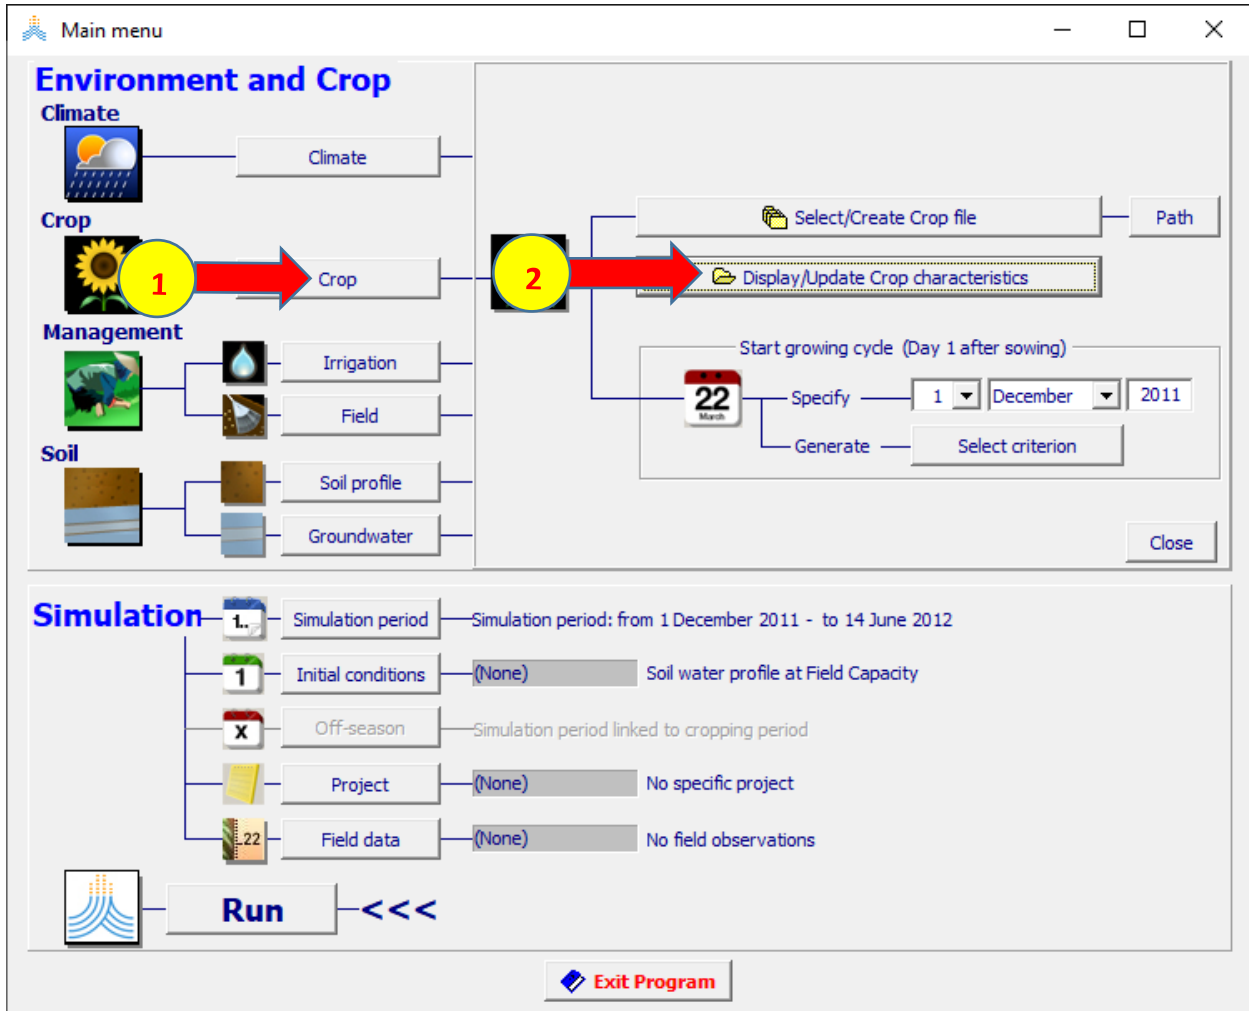 Main menu
Environment and Crop
Climate
Climate
Crop
Select/Create Crop file
Path
1
Crop
2
Display/Update Crop characteristics
Management
Irrigation
Field
Start growing cycle (Day 1 after sowing)
22
March
Specify
1
December
2011
Generate
Select criterion
Soil
Soil profile
Groundwater
Close
Simulation
1..
Simulation period
Simulation period: from 1 December 2011 - to 14 June 2012
1
Initial conditions
(None)
Soil water profile at Field Capacity
X
Off-season
Simulation period linked to cropping period
Project
(None)
No specific project
..22
Field data
(None)
No field observations
Run
<<<
Exit Program